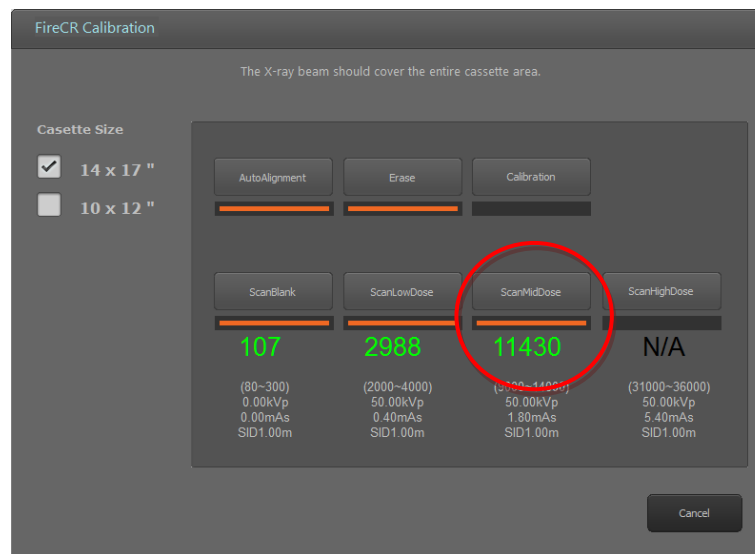 FireCR Calibration
The X-ray beam should cover the entire cassette area.
Casette Size
14 x 17 "
10 x 12 "
AutoAlignment Erase Calibration
ScanBlank ScanLowDose ScanMidDose ScanHighDose
107 2988 11430 N/A
(80~300) (2000~4000) (31000~36000)
0.00kVp 50.00kVp 50.00kVp 50.00kVp
0.00mAs 0.40mAs 1.80mAs 5.40mAs
SID1.00m SID1.00m SID1.00m SID1.00m
Cancel